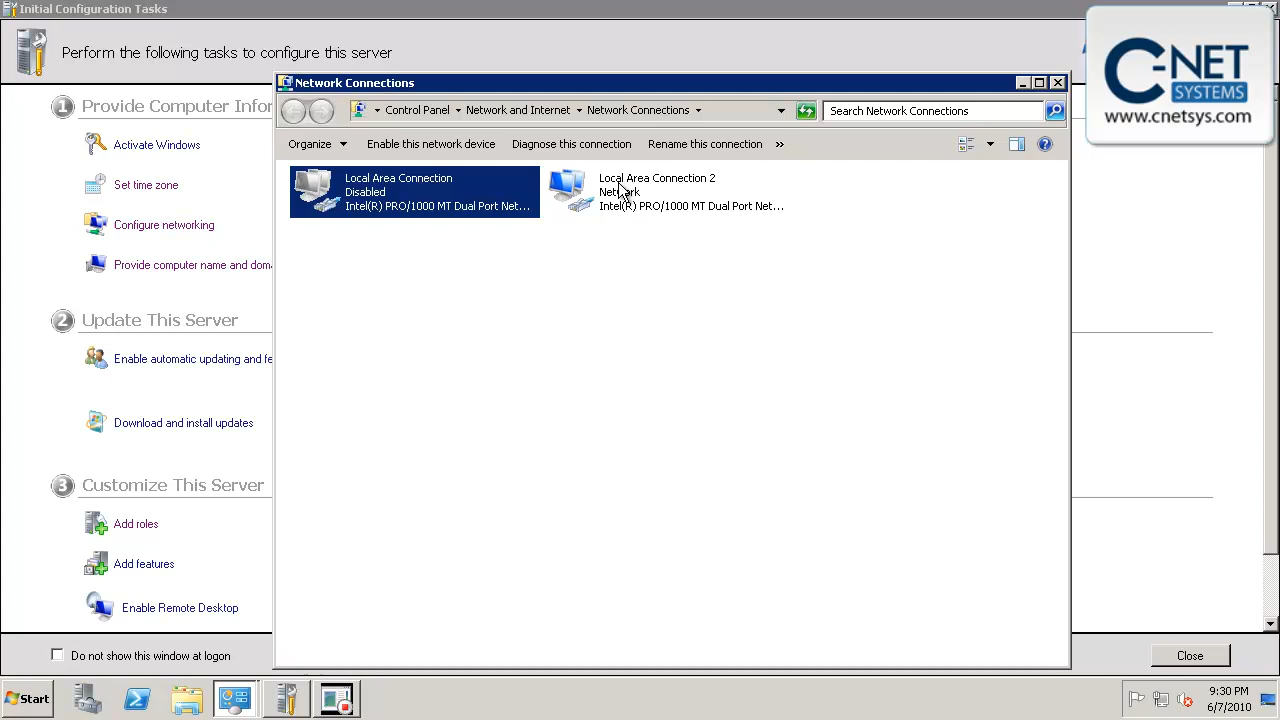 Initial Configuration Tasks
Perform the following tasks to configure this server
C-NET
SYSTEMS
www.cnetsys.com
Network Connections
Control Panel
Network and Internet
Network Connections
Search Network Connections
Organize
Enable this network device
Diagnose this connection
Rename this connection
»
Local Area Connection
Disabled
Intel(R) PRO/1000 MT Dual Port Net...
Local Area Connection 2
Network
Intel(R) PRO/1000 MT Dual Port Net...
1
Provide Computer Infor
Activate Windows
Set time zone
Configure networking
Provide computer name and doma
2
Update This Server
Enable automatic updating and fe
Download and install updates
3
Customize This Server
Add roles
Add features
Enable Remote Desktop
Do not show this window at logon
Close
Start
9:30 PM
6/7/2010